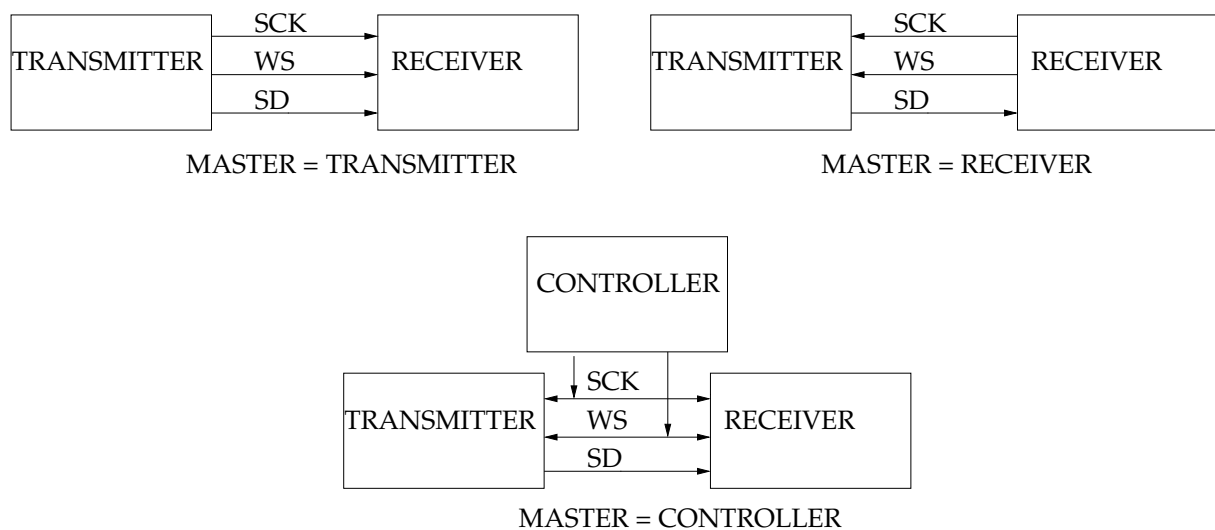 SCK
TRANSMITTER
WS
RECEIVER
SD
MASTER = TRANSMITTER
SCK
TRANSMITTER
WS
RECEIVER
SD
MASTER = RECEIVER
CONTROLLER
SCK
TRANSMITTER
WS
RECEIVER
SD
MASTER = CONTROLLER